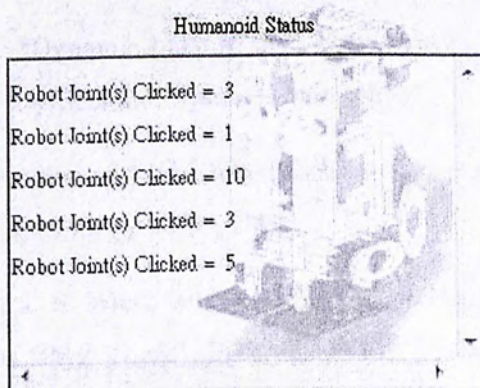 Humanoid Status
Robot Joint(s) Clicked = 3
Robot Joint(s) Clicked = 1
Robot Joint(s) Clicked = 10
Robot Joint(s) Clicked = 3
Robot Joint(s) Clicked = 5